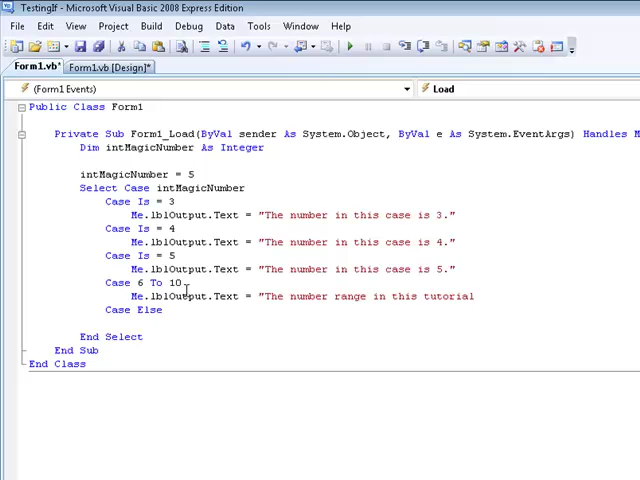 TestingIf - Microsoft Visual Basic 2008 Express Edition
File Edit View Project Build Debug Data Tools Window Help
Form1.vb* Form1.vb [Design]*
(Form1 Events) Load
Public Class Form1
Private Sub Form1_Load(ByVal sender As System.Object, ByVal e As System.EventArgs) Handles M
Dim intMagicNumber As Integer
intMagicNumber = 5
Select Case intMagicNumber
Case Is = 3
Me.lblOutput.Text = "The number in this case is 3."
Case Is = 4
Me.lblOutput.Text = "The number in this case is 4."
Case Is = 5
Me.lblOutput.Text = "The number in this case is 5."
Case 6 To 10
Me.lblOutput.Text = "The number range in this tutorial
Case Else
End Select
End Sub
End Class